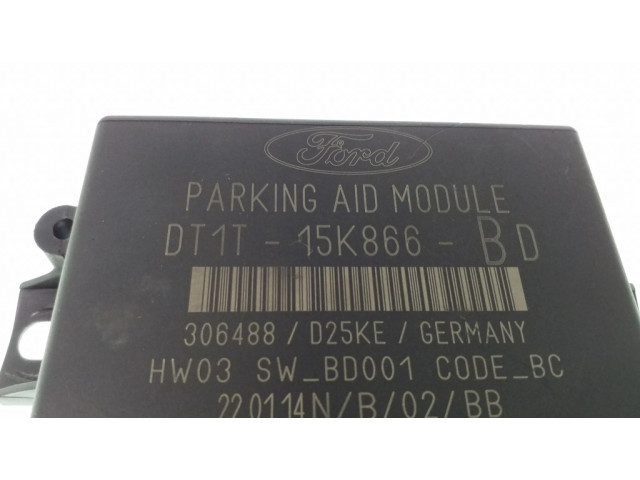 Ford
PARKING AID MODULE
DT1T - 15K866 - BD
306488 / D25KE / GERMANY
HW03 SW_BD001 CODE_BC
220114N/B/02/BB